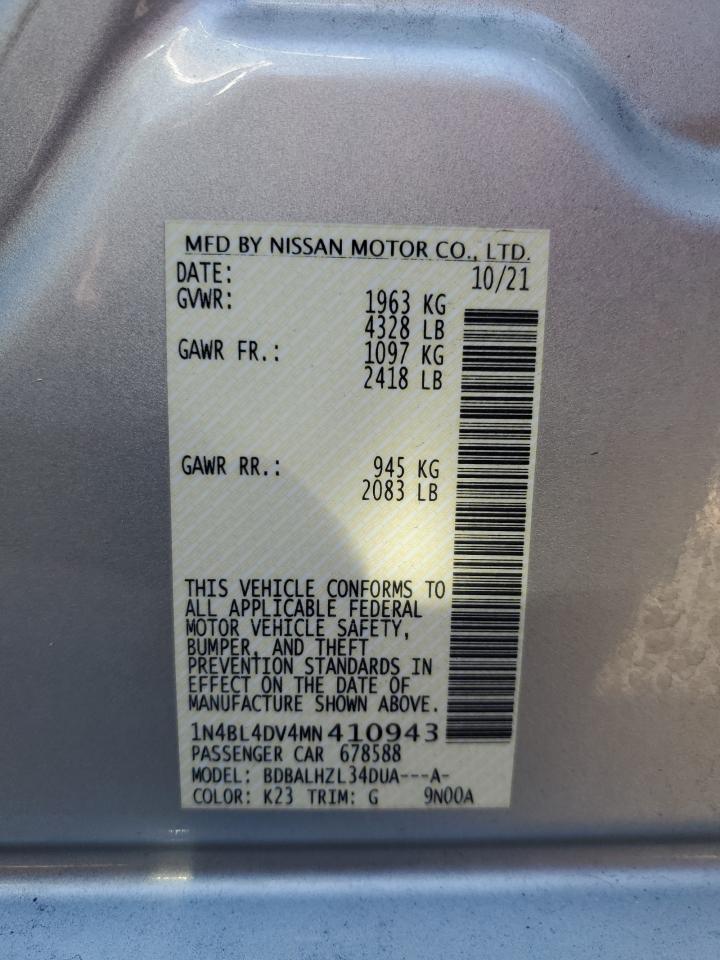 MFD BY NISSAN MOTOR CO., LTD.
DATE: 10/21
GVWR: 1963 KG
4328 LB
GAWR FR.: 1097 KG
2418 LB
GAWR RR.: 945 KG
2083 LB
THIS VEHICLE CONFORMS TO
ALL APPLICABLE FEDERAL
MOTOR VEHICLE SAFETY,
BUMPER, AND THEFT
PREVENTION STANDARDS IN
EFFECT ON THE DATE OF
MANUFACTURE SHOWN ABOVE.
1N4BL4DV4MN410943
PASSENGER CAR 678588
MODEL: BDBALHZL34DUA---A-
COLOR: K23 TRIM: G 9N00A